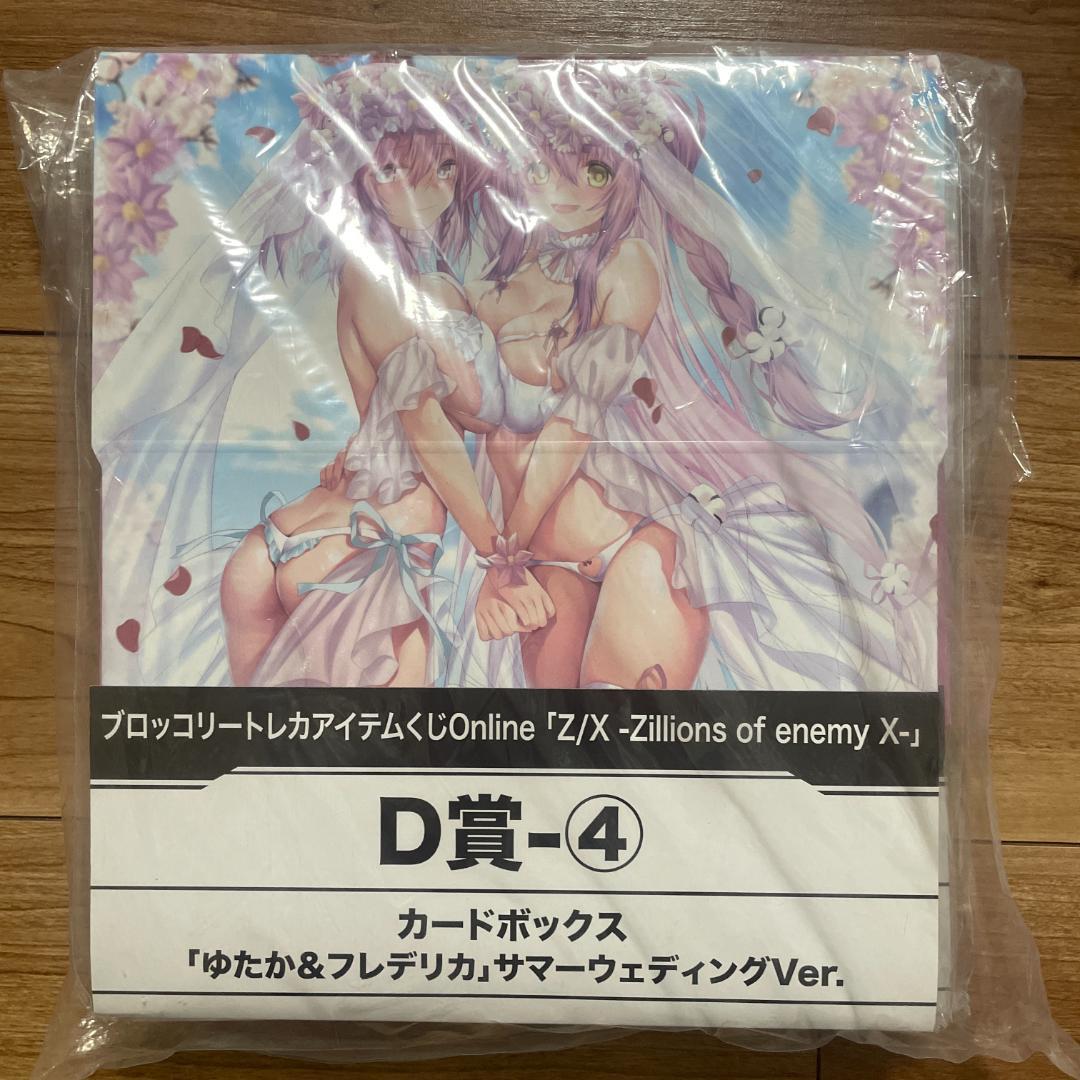 ブロッコリートレカアイテムくじOnline「Z/X -Zillions of enemy X-」
D賞-④
カードボックス
「ゆたか&フレデリカ」サマーウェディングVer.